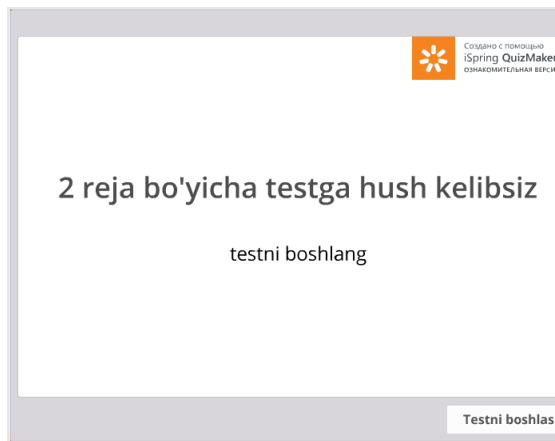 Создано с помощью
iSpring QuizMaker
ОЗНАКОМИТЕЛЬНАЯ ВЕРСИ
2 reja bo'yicha testga hush kelibsiz
testni boshlang
Testni boshlas